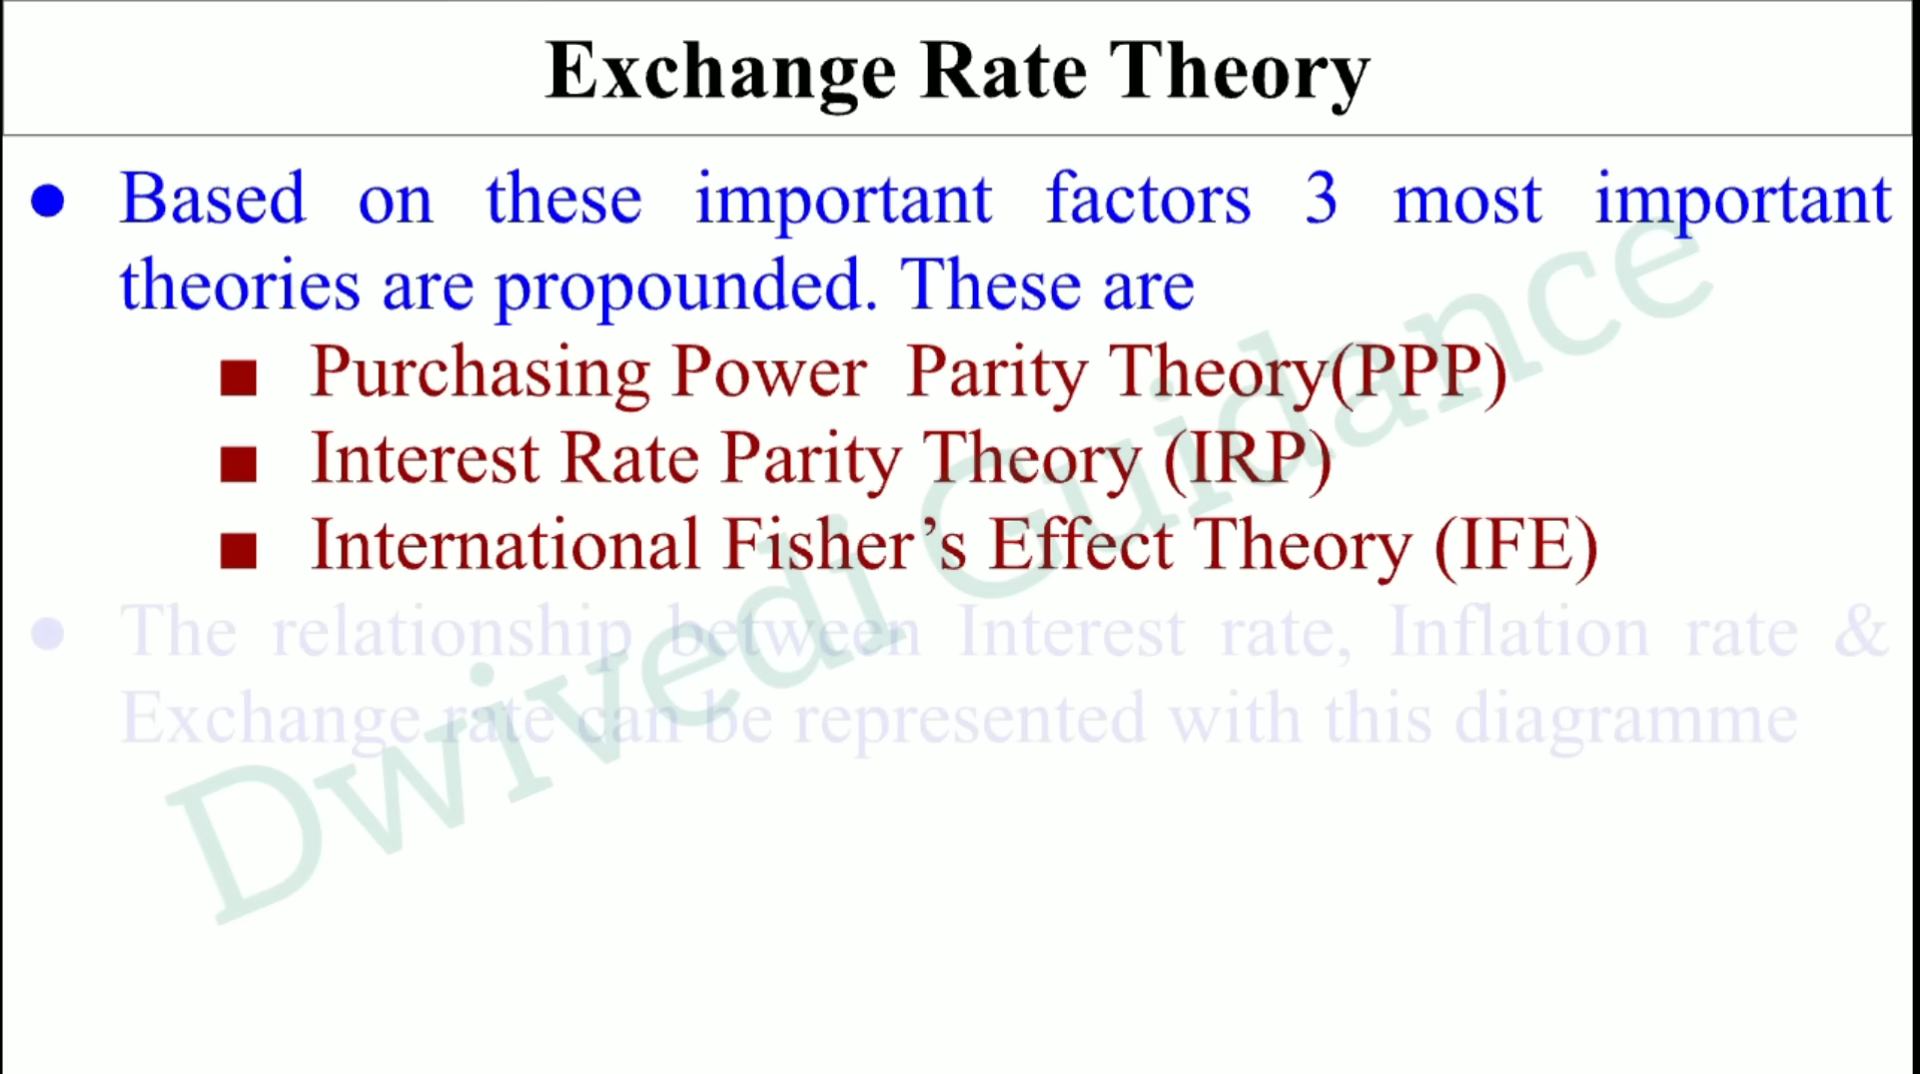 Exchange Rate Theory
● Based on these important factors 3 most important
theories are propounded. These are
■ Purchasing Power Parity Theory(PPP)
■ Interest Rate Parity Theory (IRP)
■ International Fisher’s Effect Theory (IFE)
● The relationship between Interest rate, Inflation rate &
Exchange rate can be represented with this diagramme
Dwivedi Guidance